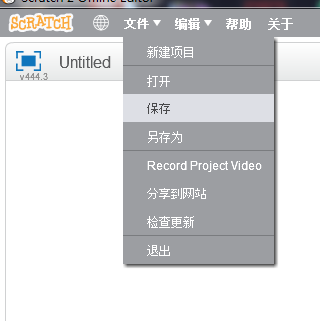 Scratch 2 Offline Editor
SCRATCH 文件 编辑 帮助 关于
v444.3
Untitled
新建项目
打开
保存
另存为
Record Project Video
分享到网站
检查更新
退出